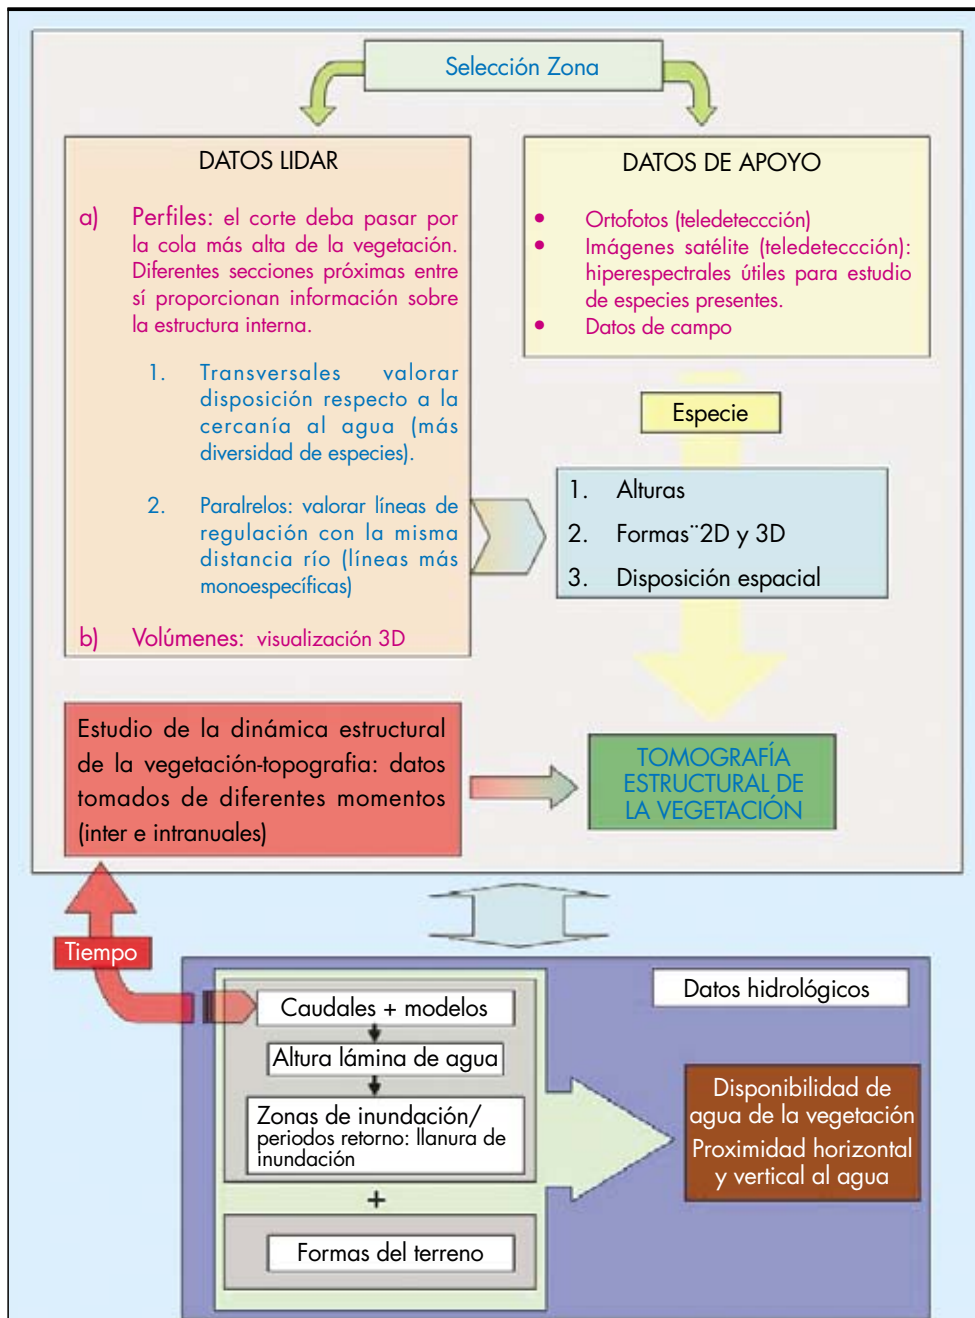 Selección Zona
DATOS LIDAR
a) Perfiles: el corte deba pasar por
la cola más alta de la vegetación.
Diferentes secciones próximas entre
sí proporcionan información sobre
la estructura interna.
1. Transversales valorar
disposición respecto a la
cercanía al agua (más
diversidad de especies).
2. Paralrelos: valorar líneas de
regulación con la misma
distancia río (líneas más
monoespecíficas)
b) Volúmenes: visualización 3D
DATOS DE APOYO
• Ortofotos (teledeteccción)
• Imágenes satélite (teledeteccción):
hiperespectrales útiles para estudio
de especies presentes.
• Datos de campo
Especie
1. Alturas
2. Formas¨2D y 3D
3. Disposición espacial
Estudio de la dinámica estructural
de la vegetación-topografia: datos
tomados de diferentes momentos
(inter e intranuales)
TOMOGRAFÍA
ESTRUCTURAL DE
LA VEGETACIÓN
Tiempo
Datos hidrológicos
Caudales + modelos
Altura lámina de agua
Zonas de inundación/
periodos retorno: llanura de
inundación
+
Formas del terreno
Disponibilidad de
agua de la vegetación
Proximidad horizontal
y vertical al agua